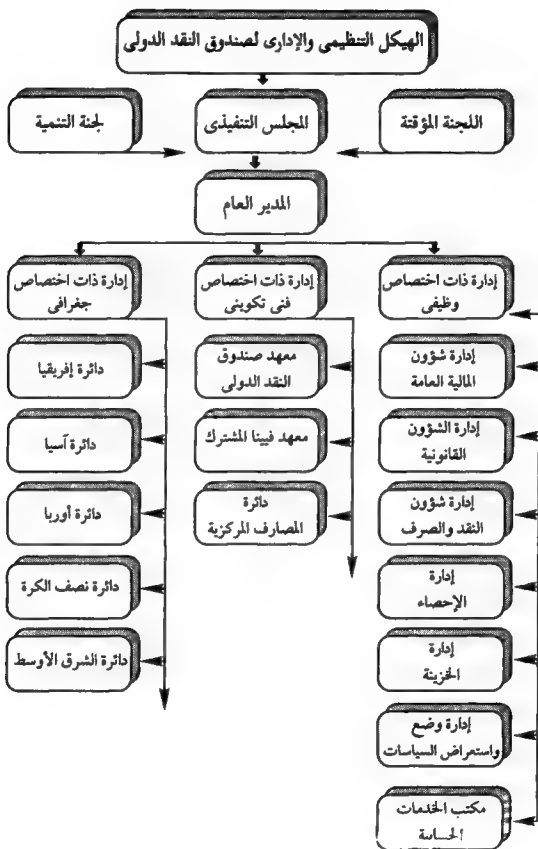 الهيكل التنظيمى والإدارى لصندوق النقد الدولى
اللجنة المؤقتة
المجلس التنفيذى
لجنة التنمية
المدير العام
إدارة ذات اختصاص
وظيفى
إدارة شؤون
المالية العامة
إدارة الشؤون
القانونية
إدارة شؤون
النقد والصرف
إدارة
الإحصاء
إدارة
الخزينة
إدارة وضع
واستعراض السياسات
مكتب الخدمات
الحسابية
إدارة ذات اختصاص
فنى تكوينى
معهد صندوق
النقد الدولى
معهد فيينا المشترك
دائرة
المصارف المركزية
إدارة ذات اختصاص
جغرافى
دائرة إفريقيا
دائرة آسيا
دائرة أوربا
دائرة نصف الكرة
دائرة الشرق الأوسط